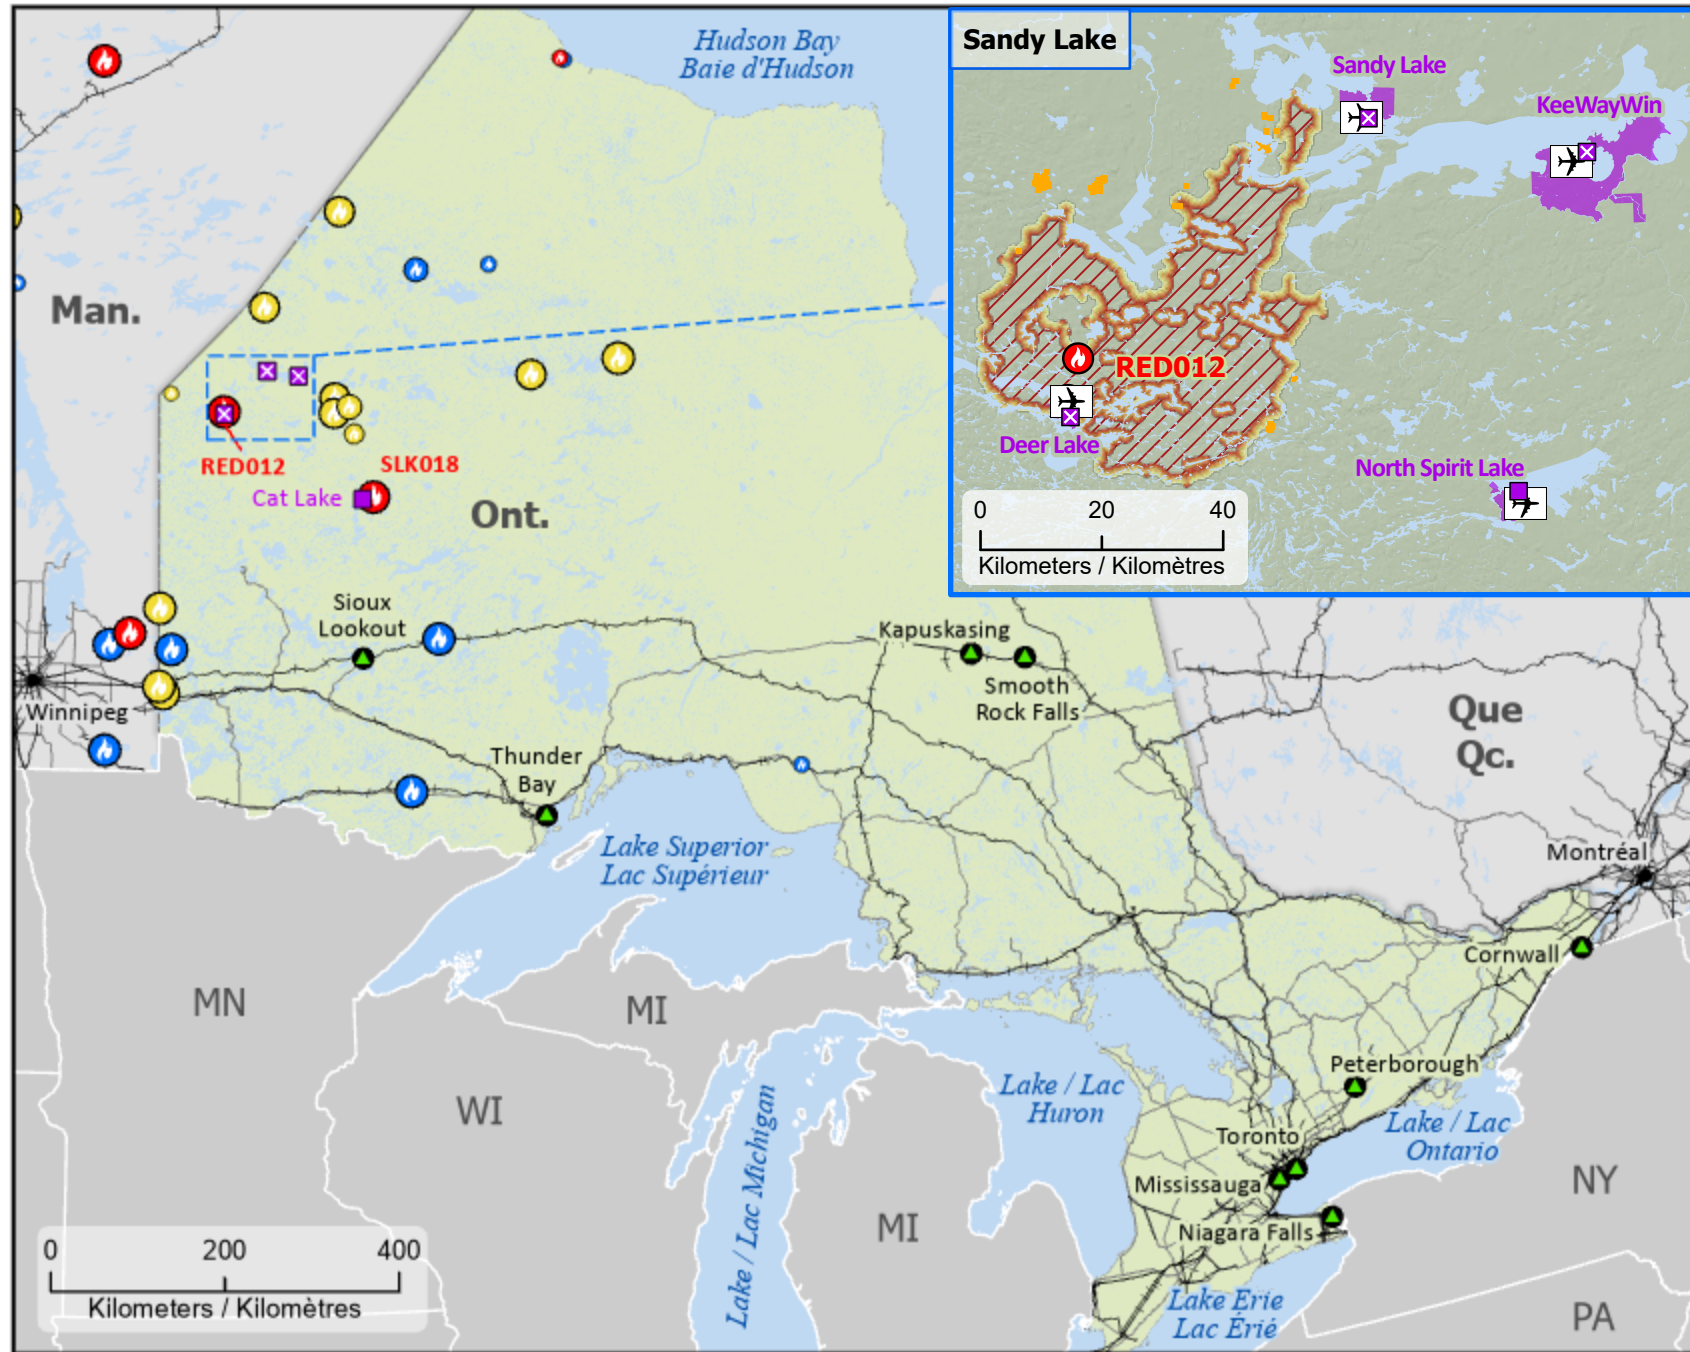 Hudson Bay
Baie d'Hudson
Sandy Lake
Sandy Lake
KeeWayWin
RED012
Deer Lake
North Spirit Lake
0 20 40
Kilometers / Kilomètres
Man.
RED012
SLK018
Cat Lake
Ont.
Sioux
Lookout
Kapuskasing
Smooth
Rock Falls
Winnipeg
Que
Qc.
Thunder
Bay
Lake Superior
Lac Supérieur
Montréal
Cornwall
MN
MI
WI
Peterborough
Lake / Lac
Huron
Lake / Lac
Ontario
Toronto
Mississauga
Niagara Falls
Lake / Lac Michigan
MI
NY
0 200 400
Kilometers / Kilomètres
Lake Erie
Lac Érié
PA